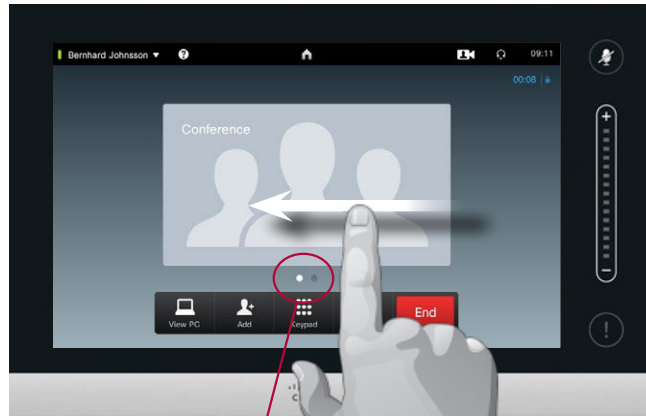 Bernhard Johnsson ▼ ? 09:11
00:08
Conference
View PC Add Keypad End
+
−
!